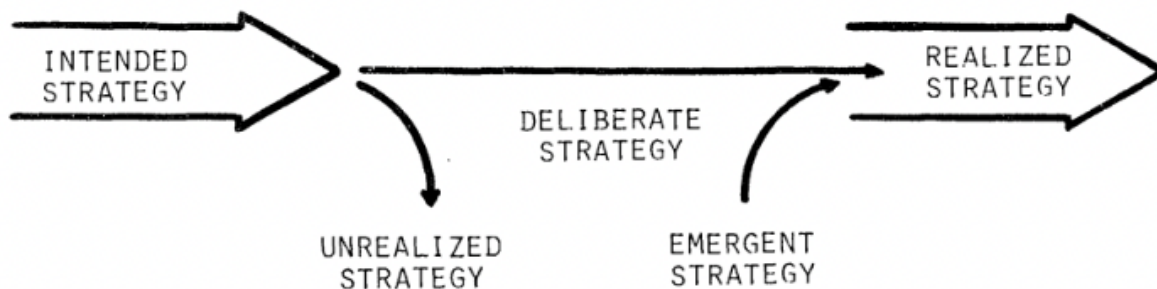 INTENDED
STRATEGY
DELIBERATE
STRATEGY
REALIZED
STRATEGY
UNREALIZED
STRATEGY
EMERGENT
STRATEGY